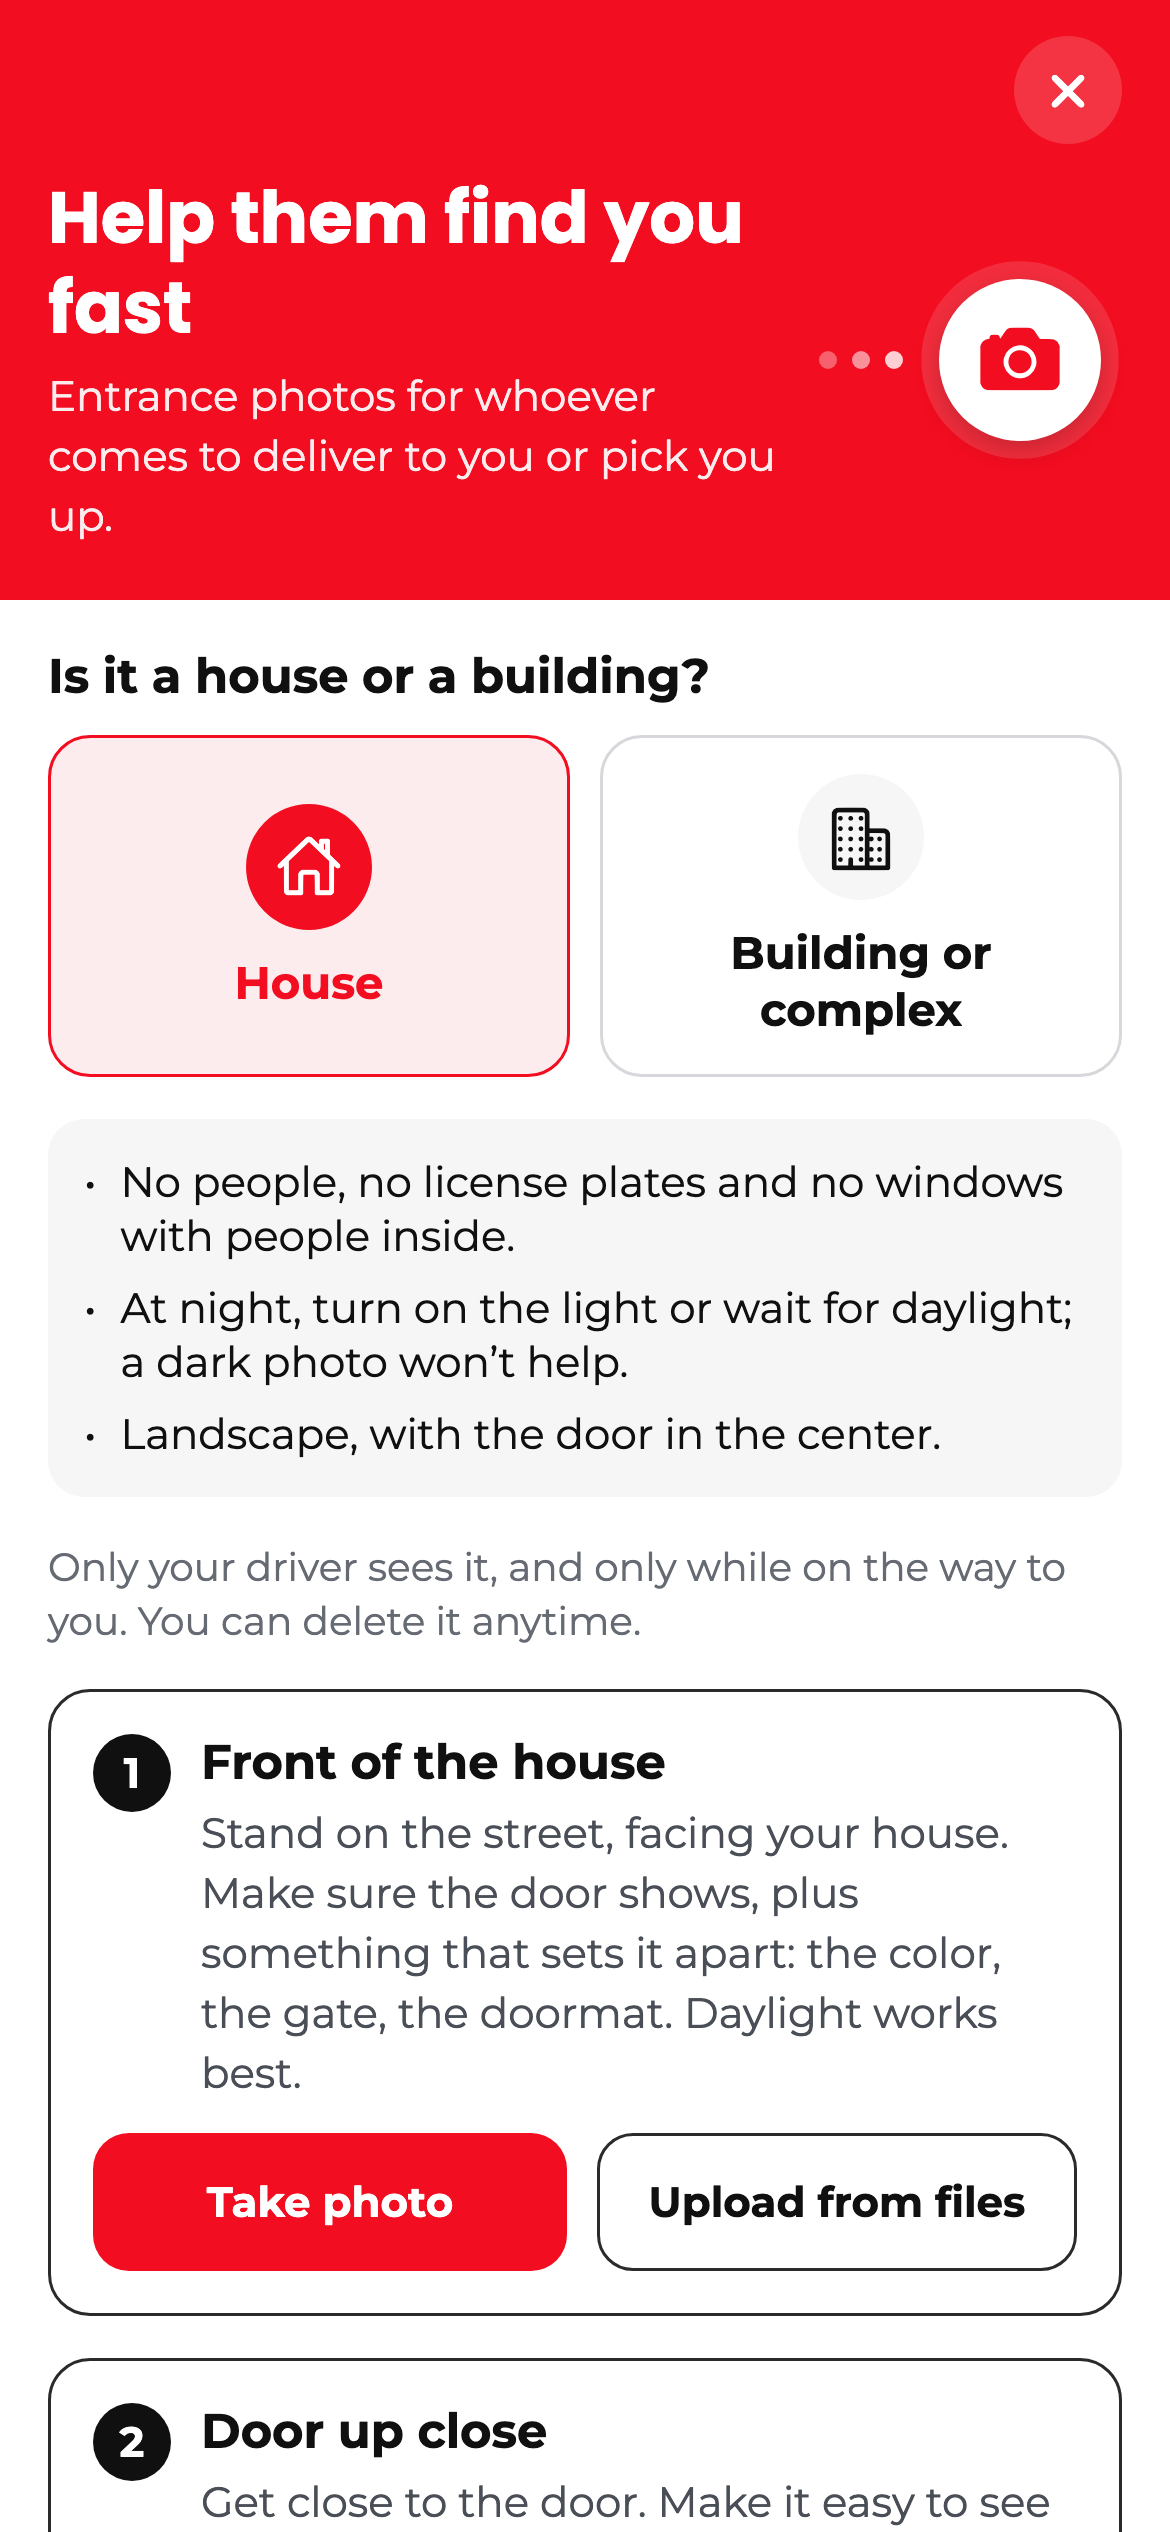 Help them find you
fast
Entrance photos for whoever
comes to deliver to you or pick you
up.
Is it a house or a building?
House
Building or
complex
• No people, no license plates and no windows
with people inside.
• At night, turn on the light or wait for daylight;
a dark photo won’t help.
• Landscape, with the door in the center.
Only your driver sees it, and only while on the way to
you. You can delete it anytime.
1 Front of the house
Stand on the street, facing your house.
Make sure the door shows, plus
something that sets it apart: the color,
the gate, the doormat. Daylight works
best.
Take photo
Upload from files
2 Door up close
Get close to the door. Make it easy to see